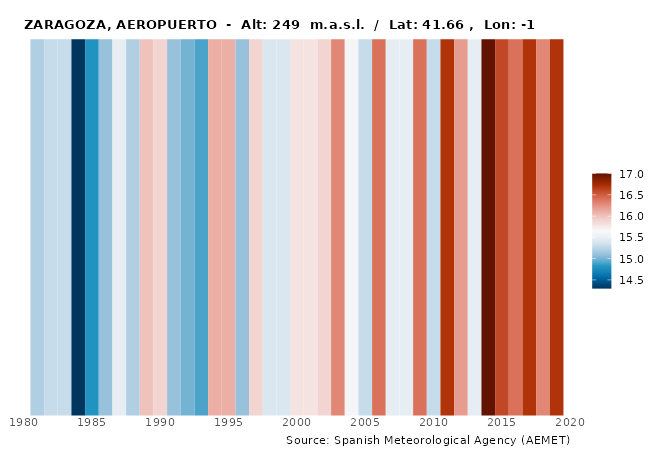 ZARAGOZA, AEROPUERTO - Alt: 249 m.a.s.l. / Lat: 41.66 , Lon: -1
17.0
16.5
16.0
15.5
15.0
14.5
1980 1985 1990 1995 2000 2005 2010 2015 2020
Source: Spanish Meteorological Agency (AEMET)